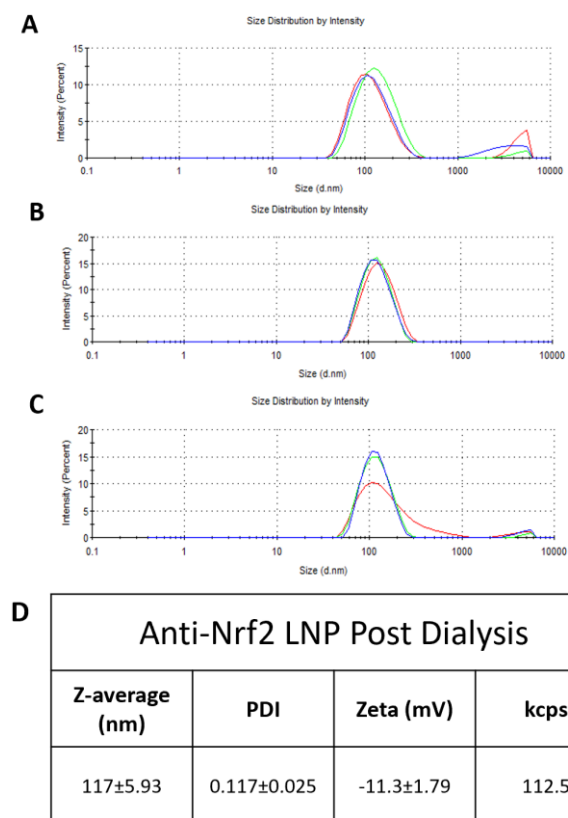 A
Size Distribution by Intensity
Intensity (Percent)
15
10
5
0
0.1 1 10 100 1000 10000
Size (d.nm)
B
Size Distribution by Intensity
Intensity (Percent)
20
15
10
5
0
0.1 1 10 100 1000 10000
Size (d.nm)
C
Size Distribution by Intensity
Intensity (Percent)
20
15
10
5
0
0.1 1 10 100 1000 10000
Size (d.nm)
D
Anti-Nrf2 LNP Post Dialysis
Z-average (nm) PDI Zeta (mV) kcps
117±5.93 0.117±0.025 -11.3±1.79 112.5